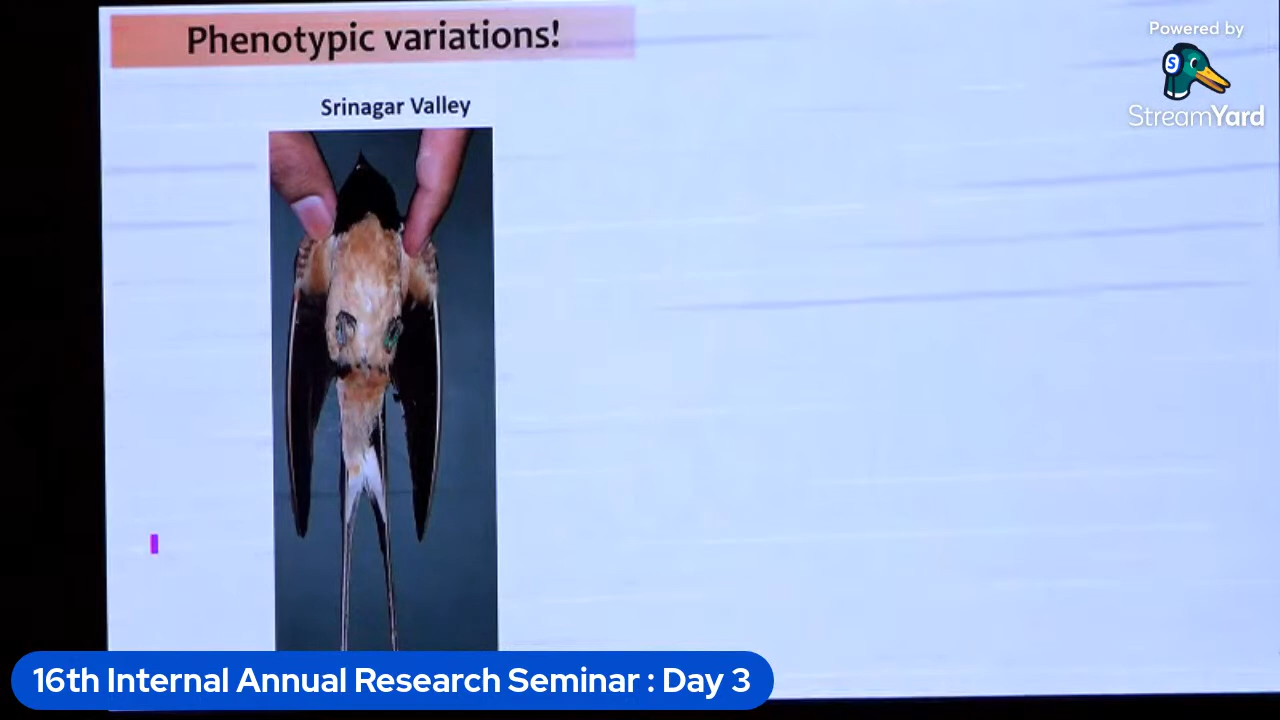 Phenotypic variations!
Powered by
S
StreamYard
Srinagar Valley
16th Internal Annual Research Seminar : Day 3